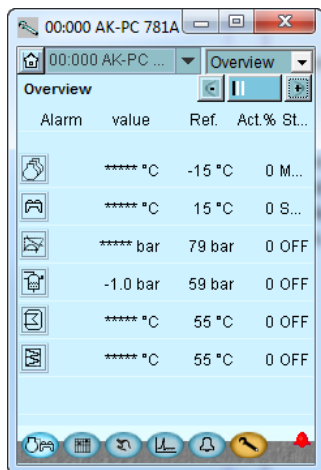 00:000 AK-PC 781A
00:000 AK-PC ... Overview
Overview
Alarm value Ref. Act.% St...
***** °C -15 °C 0 M...
***** °C 15 °C 0 S...
***** bar 79 bar 0 OFF
-1.0 bar 59 bar 0 OFF
***** °C 55 °C 0 OFF
***** °C 55 °C 0 OFF